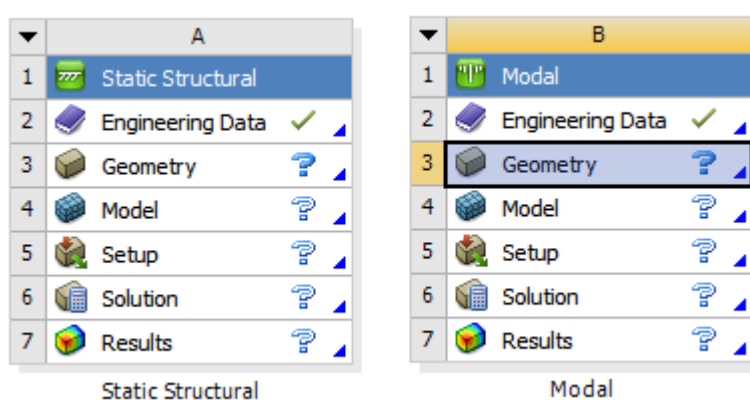 A
1 Static Structural
2 Engineering Data
3 Geometry ?
4 Model ?
5 Setup ?
6 Solution ?
7 Results ?
Static Structural
B
1 Modal
2 Engineering Data
3 Geometry ?
4 Model ?
5 Setup ?
6 Solution ?
7 Results ?
Modal